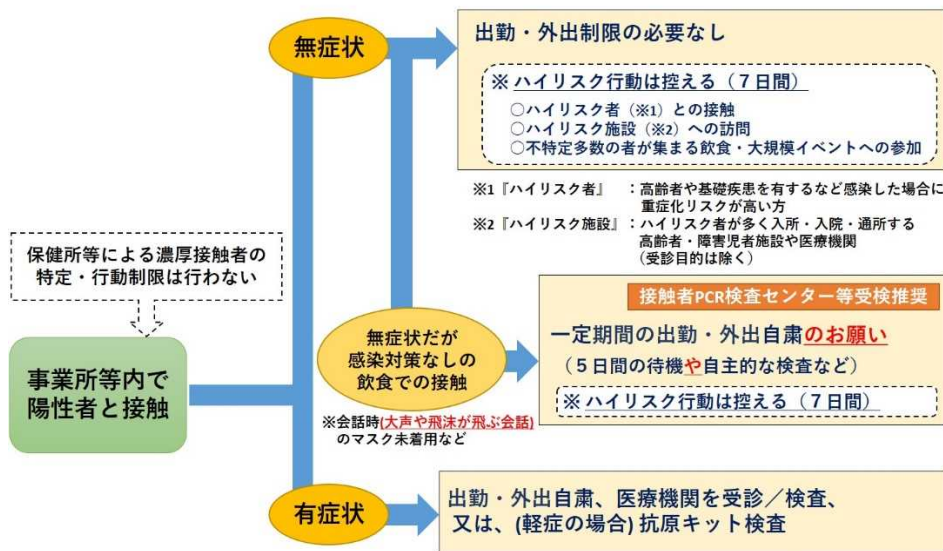 無症状
出勤・外出制限の必要なし
※ ハイリスク行動は控える（７日間）
○ハイリスク者（※1）との接触
○ハイリスク施設（※2）への訪問
○不特定多数の者が集まる飲食・大規模イベントへの参加
※1『ハイリスク者』　：高齢者や基礎疾患を有するなど感染した場合に
重症化リスクが高い方
※2『ハイリスク施設』：ハイリスク者が多く入所・入院・通所する
高齢者・障害児者施設や医療機関
（受診目的は除く）
保健所等による濃厚接触者の
特定・行動制限は行わない
事業所等内で
陽性者と接触
無症状だが
感染対策なしの
飲食での接触
※会話時(大声や飛沫が飛ぶ会話)
のマスク未着用など
接触者PCR検査センター等受検推奨
一定期間の出勤・外出自粛のお願い
（５日間の待機や自主的な検査など）
※ ハイリスク行動は控える（７日間）
有症状
出勤・外出自粛、医療機関を受診／検査、
又は、(軽症の場合) 抗原キット検査